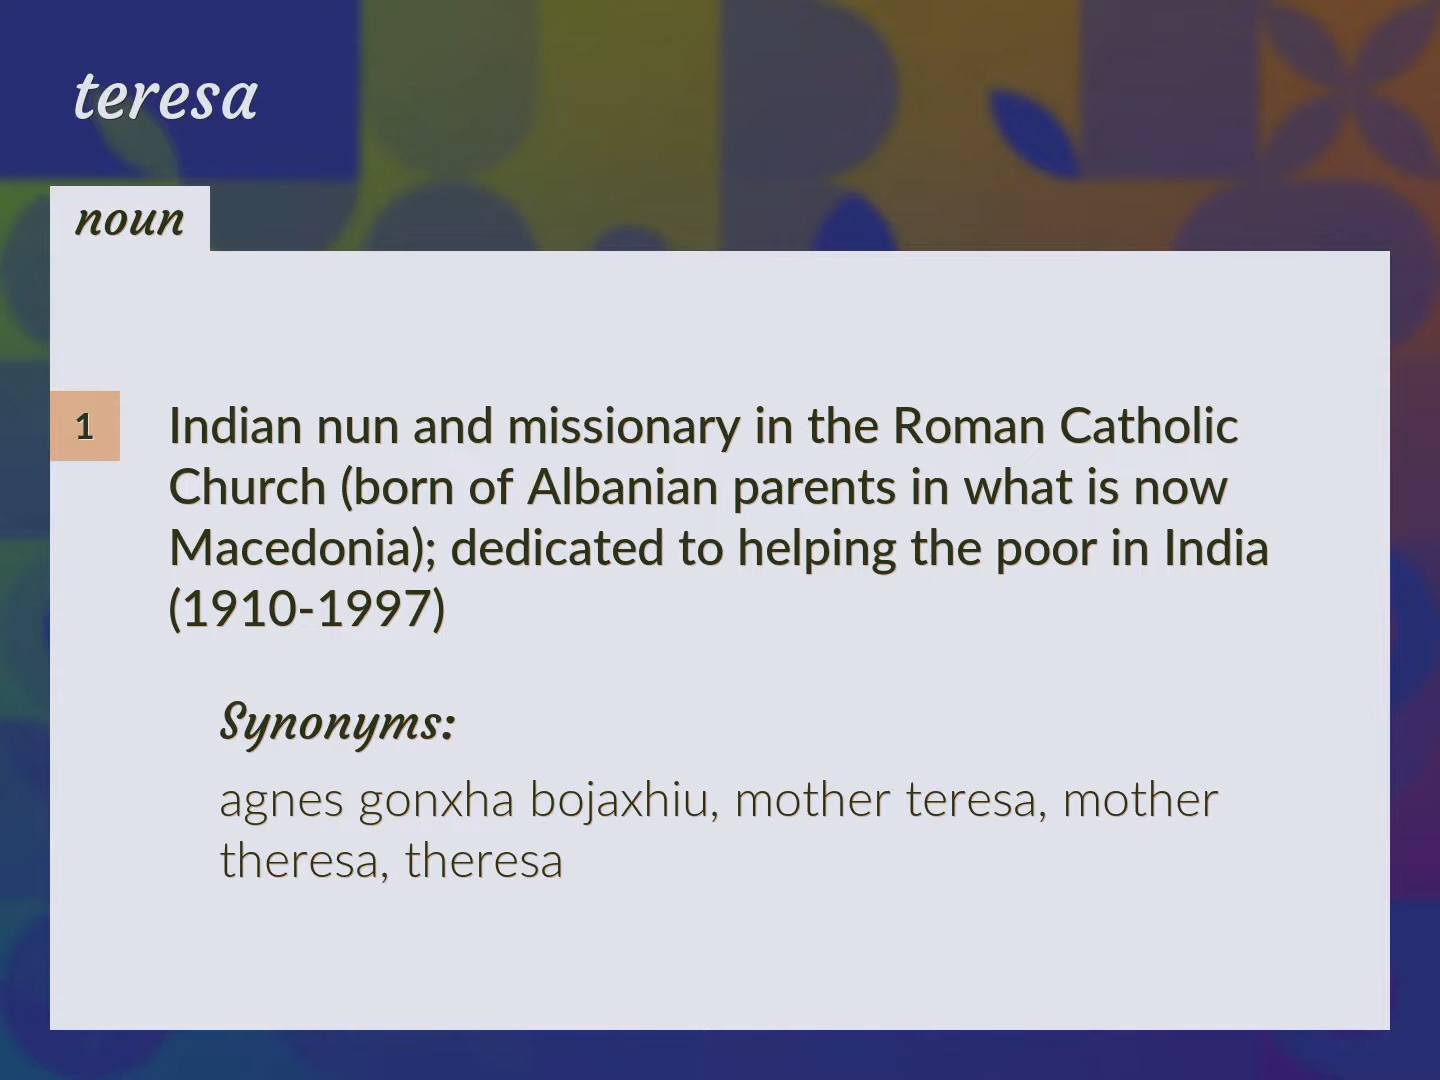 teresa
noun
1
Indian nun and missionary in the Roman Catholic
Church (born of Albanian parents in what is now
Macedonia); dedicated to helping the poor in India
(1910-1997)
Synonyms:
agnes gonxha bojaxhiu, mother teresa, mother
theresa, theresa